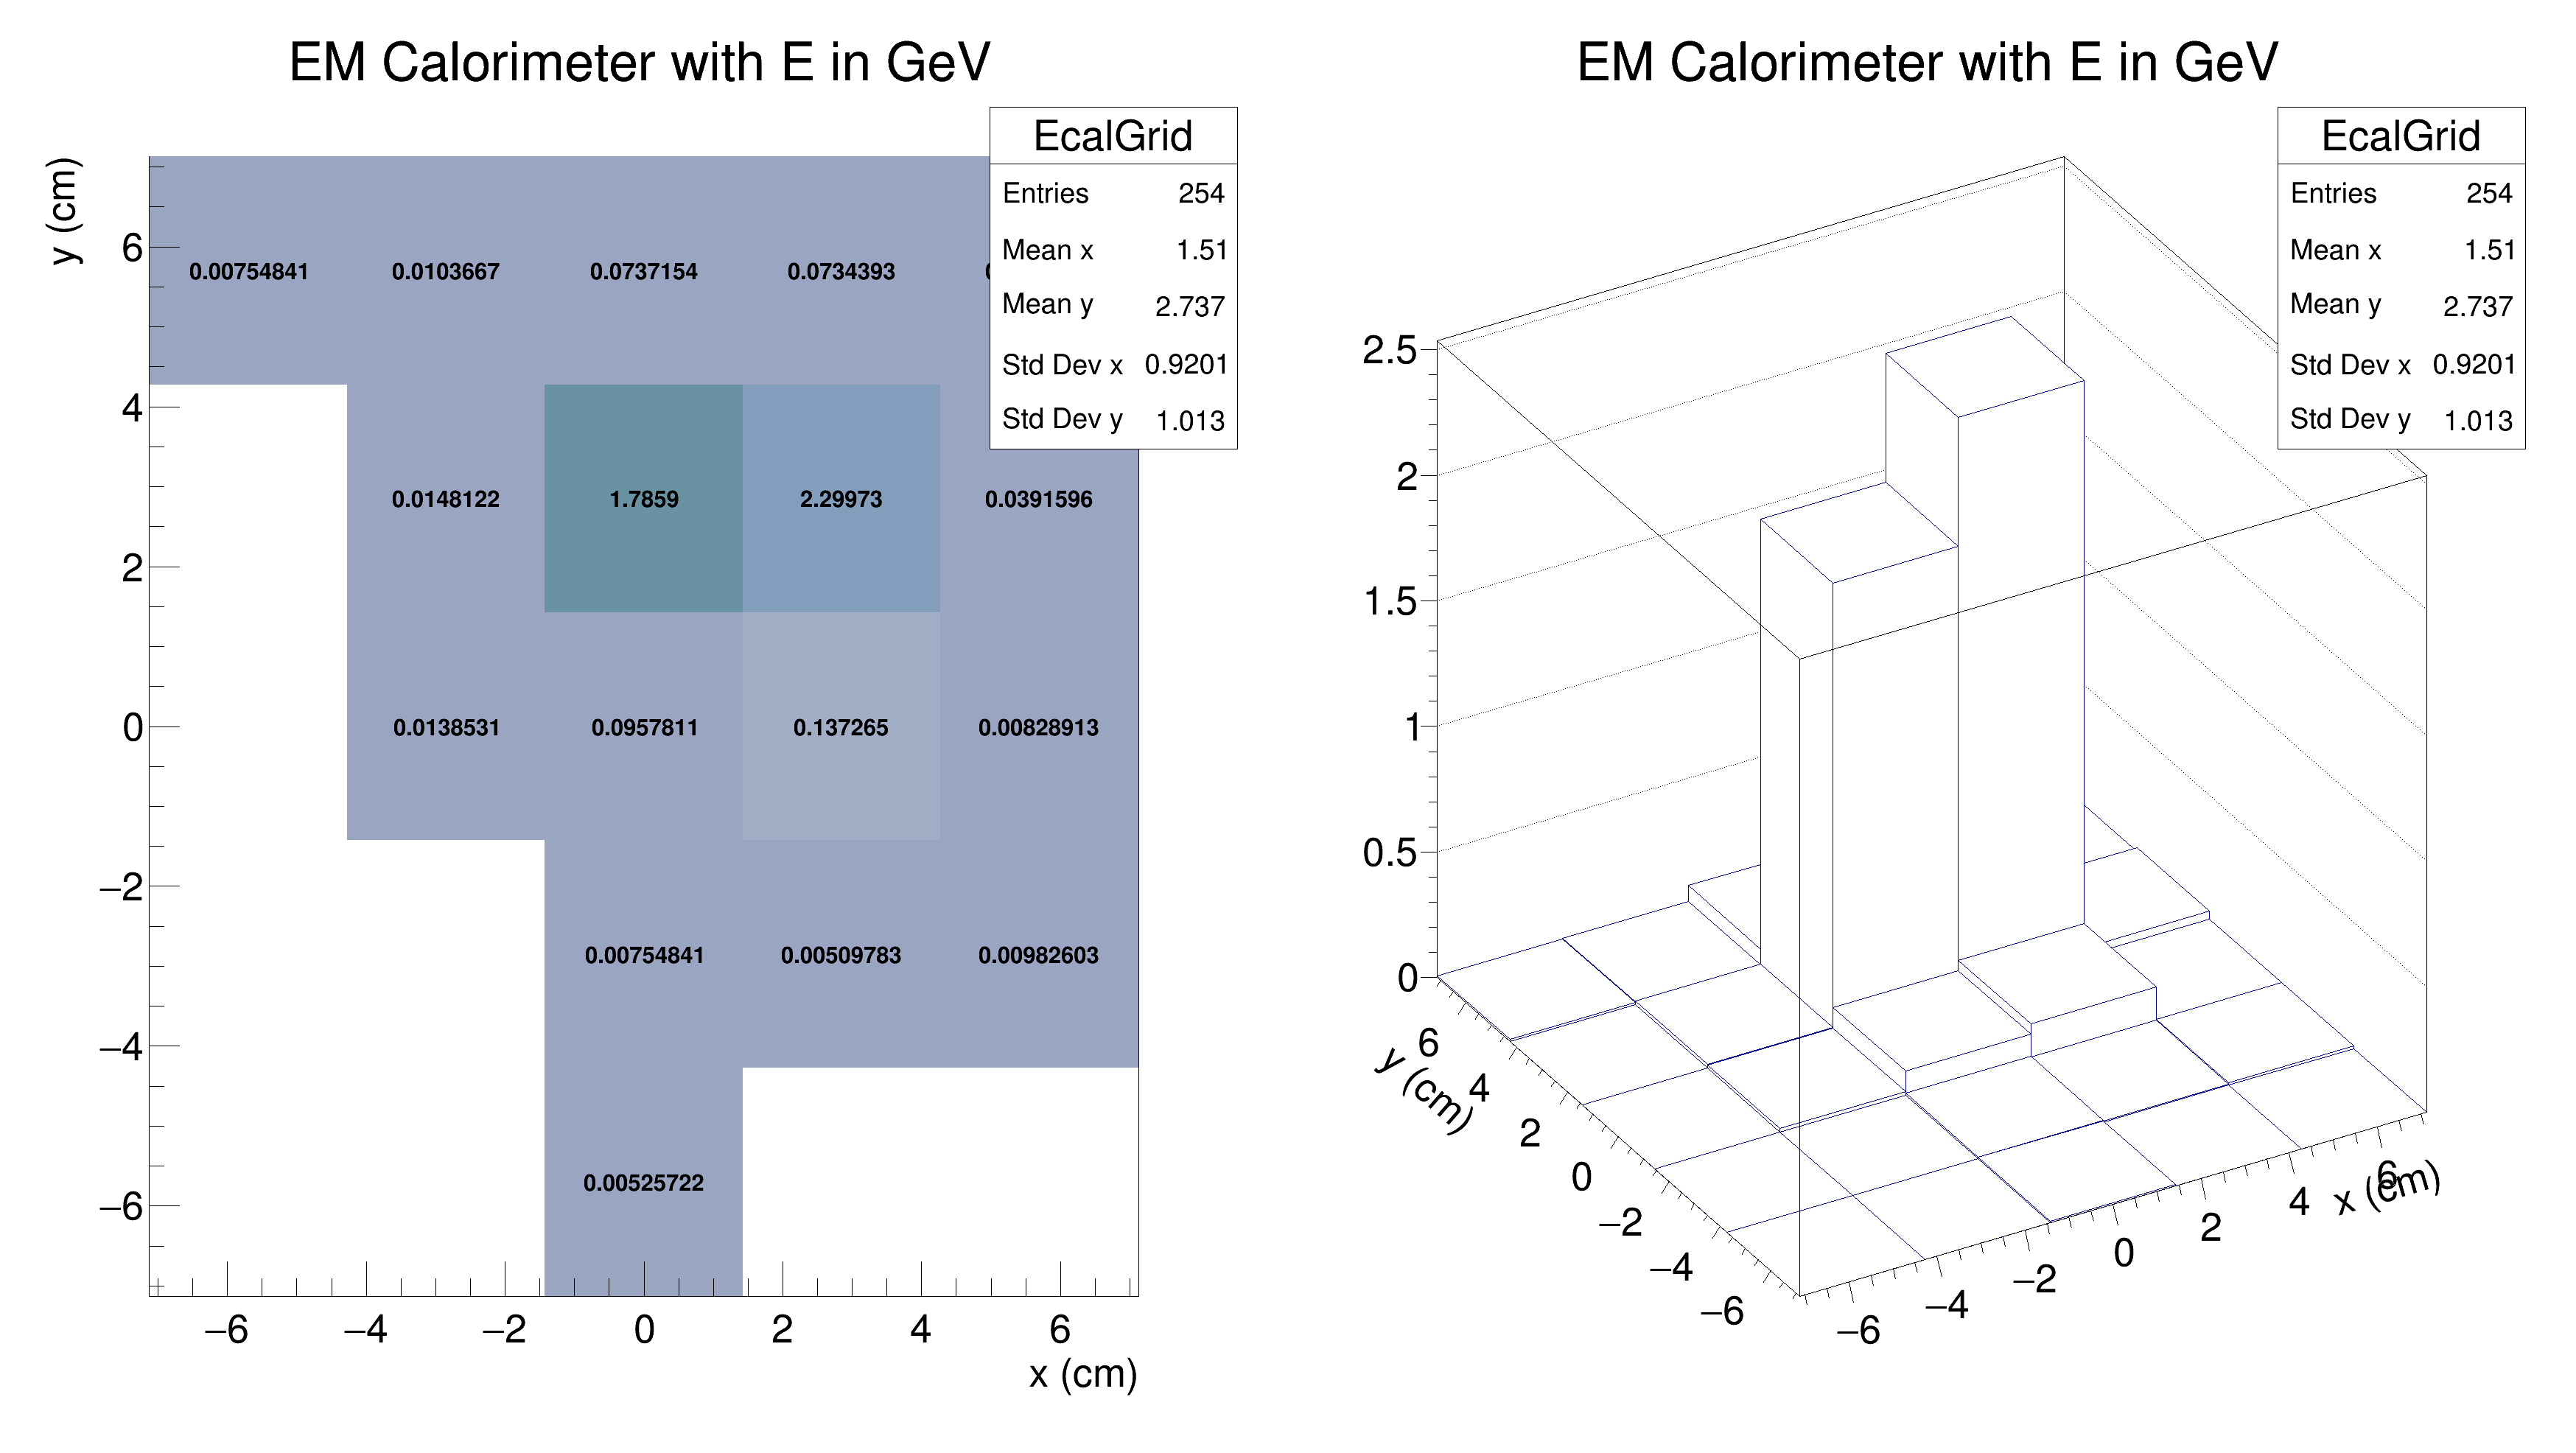 EM Calorimeter with E in GeV
EcalGrid
Entries 254
Mean x 1.51
Mean y 2.737
Std Dev x 0.9201
Std Dev y 1.013
y (cm)
6
4
2
0
−2
−4
−6
0.00754841 0.0103667 0.0737154 0.0734393
0.0148122 1.7859 2.29973 0.0391596
0.0138531 0.0957811 0.137265 0.00828913
0.00754841 0.00509783 0.00982603
0.00525722
−6 −4 −2 0 2 4 6
x (cm)
EM Calorimeter with E in GeV
EcalGrid
Entries 254
Mean x 1.51
Mean y 2.737
Std Dev x 0.9201
Std Dev y 1.013
2.5
2
1.5
1
0.5
0
y (cm)
6
4
2
0
−2
−4
−6
−6 −4 −2 0 2 4 6
x (cm)